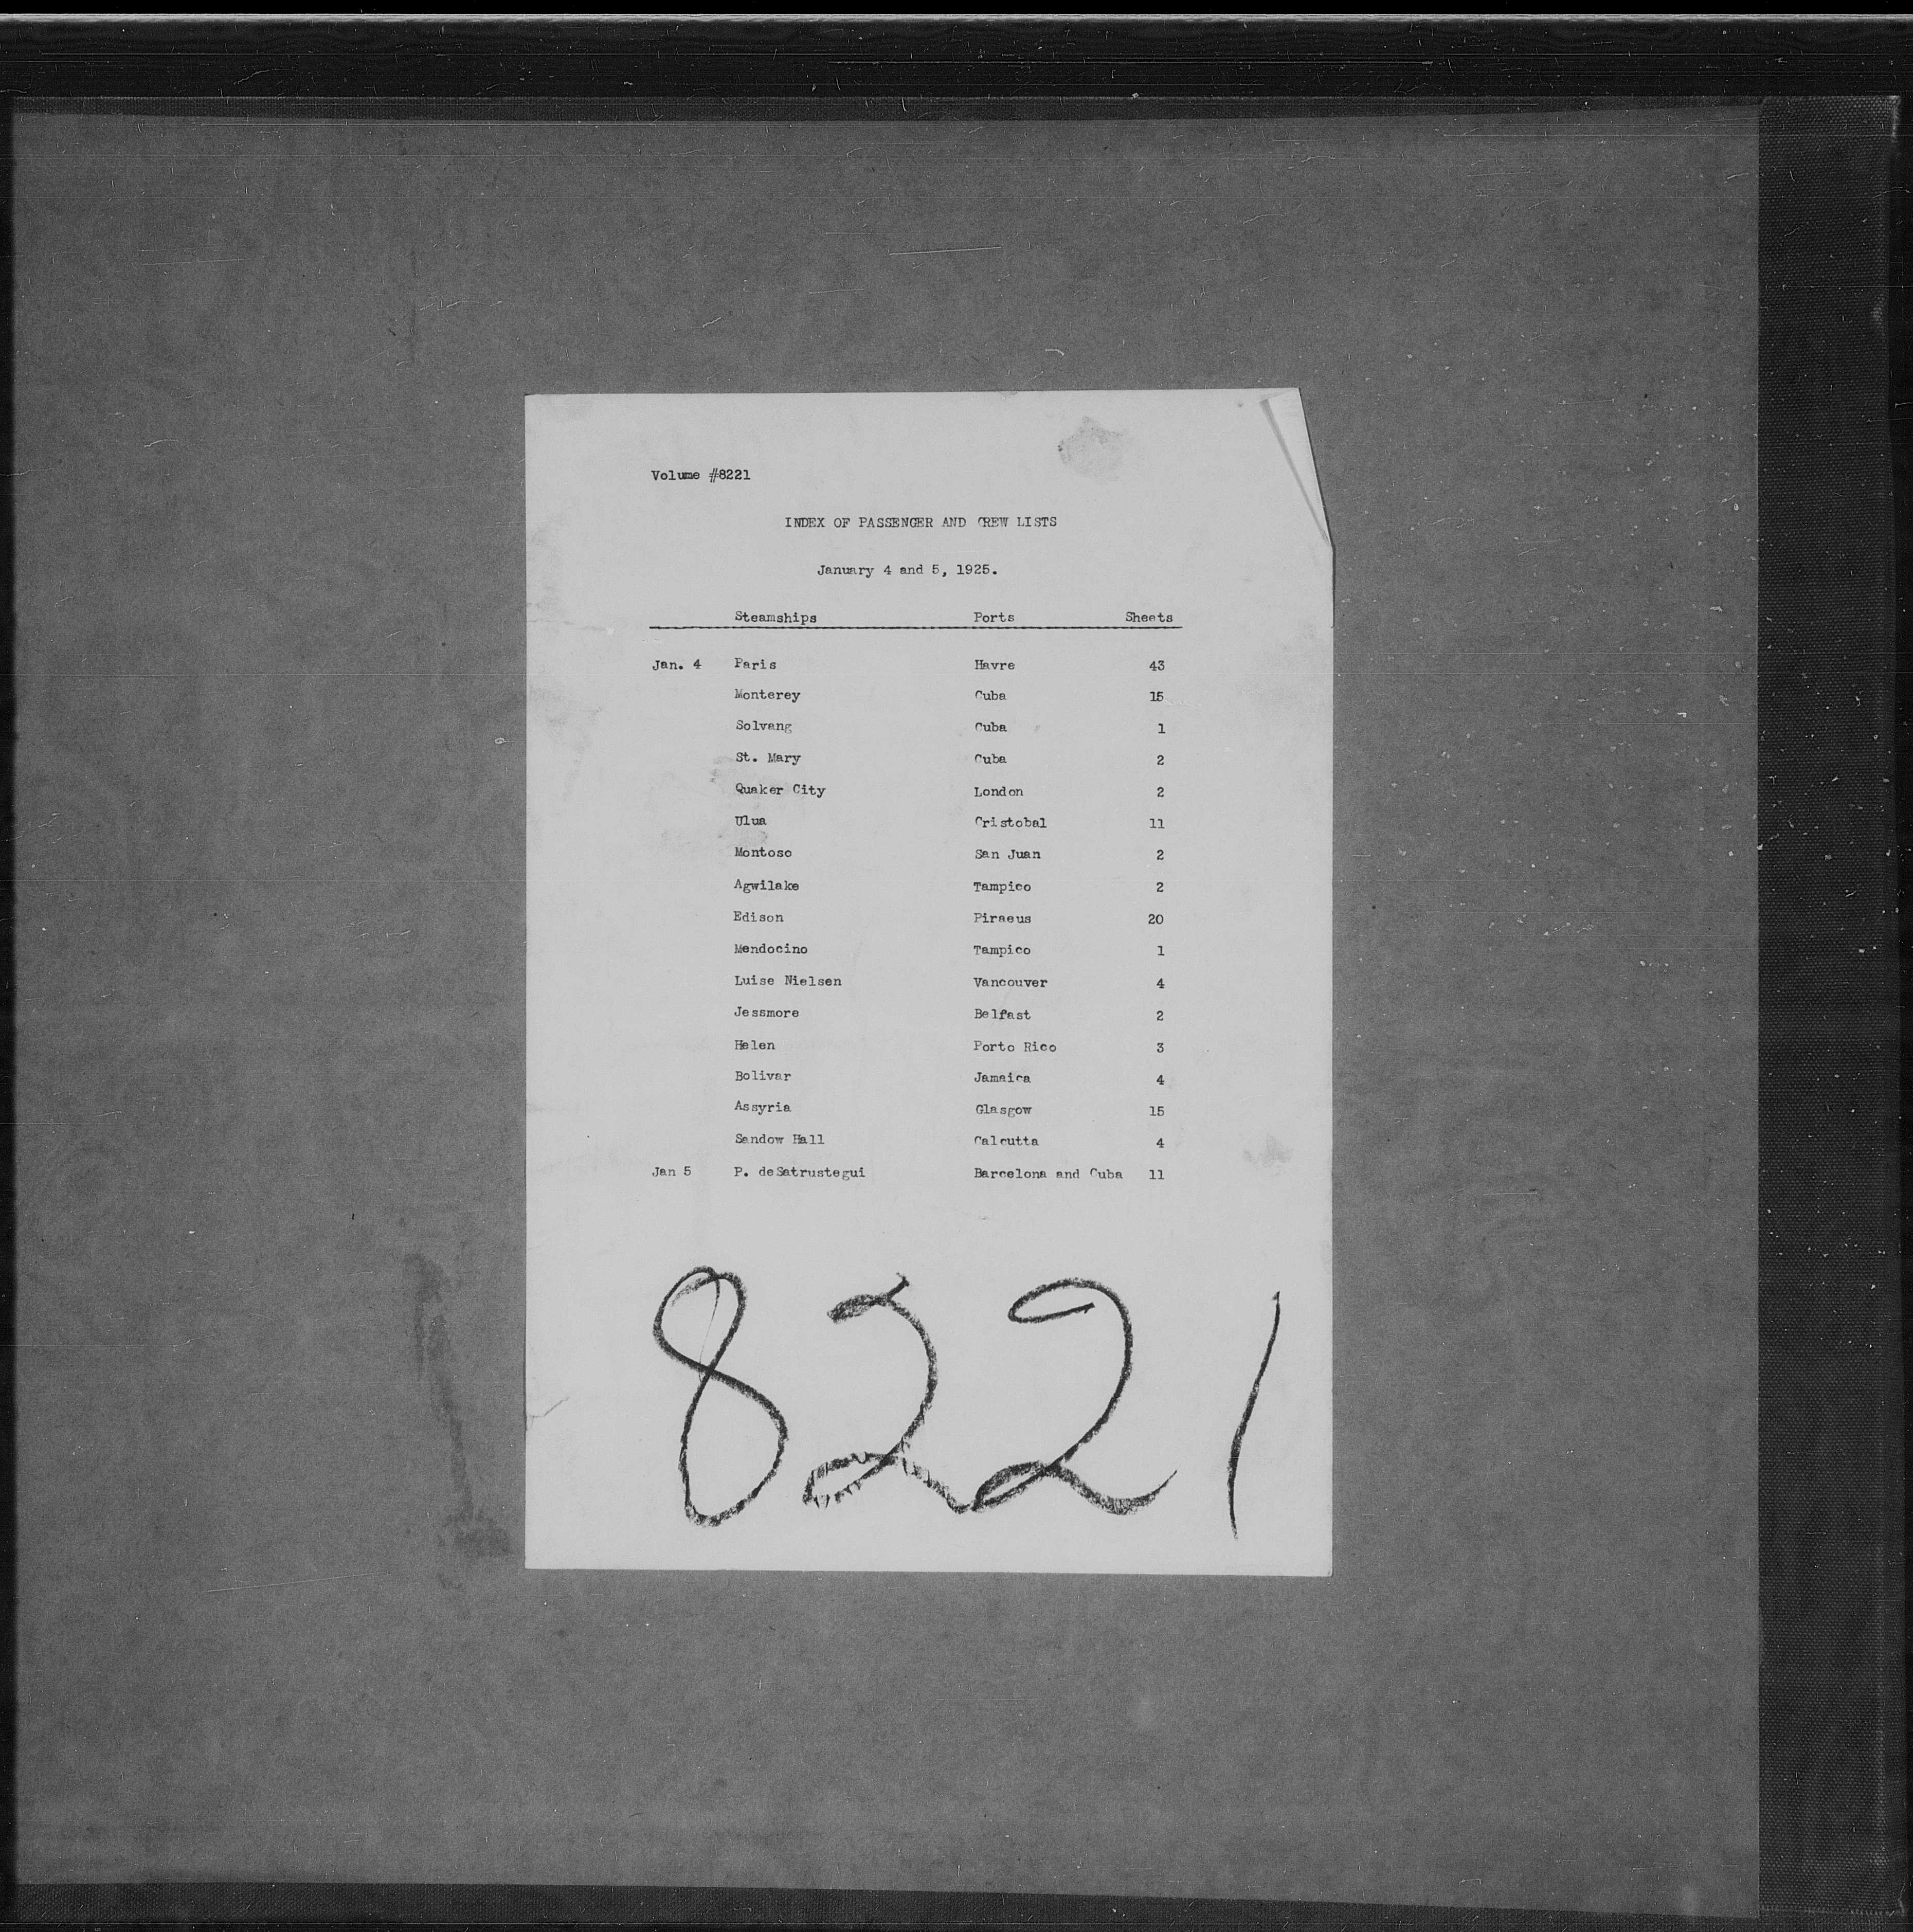 Volume #8221
INDEX OF PASSENGER AND CREW LISTS
January 4 and 5, 1925.
Steamships Ports Sheets
Jan. 4 Paris Havre 43
Monterey Cuba 15
Solvang Cuba 1
St. Mary Cuba 2
Quaker City London 2
Ulua Cristobal 11
Montoso San Juan 2
Agwilake Tampico 2
Edison Piraeus 20
Mendocino Tampico 1
Luise Nielsen Vancouver 4
Jessmore Belfast 2
Helen Porto Rico 3
Bolivar Jamaica 4
Assyria Glasgow 15
Sandow Hall Calcutta 4
Jan 5 P. deSatrustegui Barcelona and Cuba 11
8221